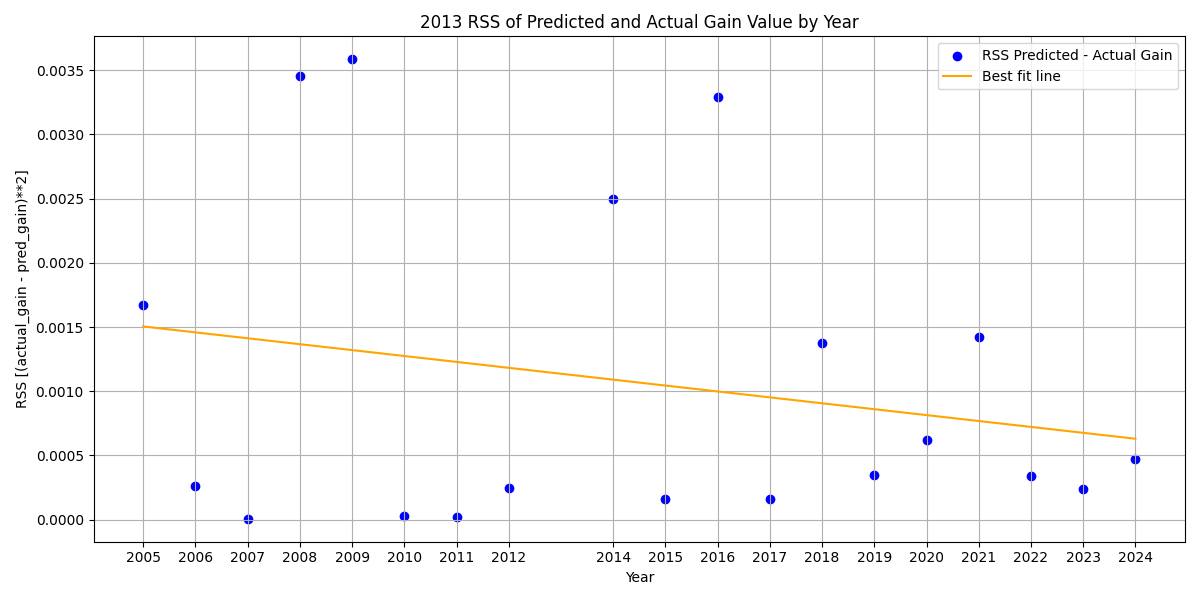 2013 RSS of Predicted and Actual Gain Value by Year
RSS Predicted - Actual Gain
Best fit line
RSS [(actual_gain - pred_gain)**2]
0.0035
0.0030
0.0025
0.0020
0.0015
0.0010
0.0005
0.0000
2005 2006 2007 2008 2009 2010 2011 2012 2014 2015 2016 2017 2018 2019 2020 2021 2022 2023 2024
Year